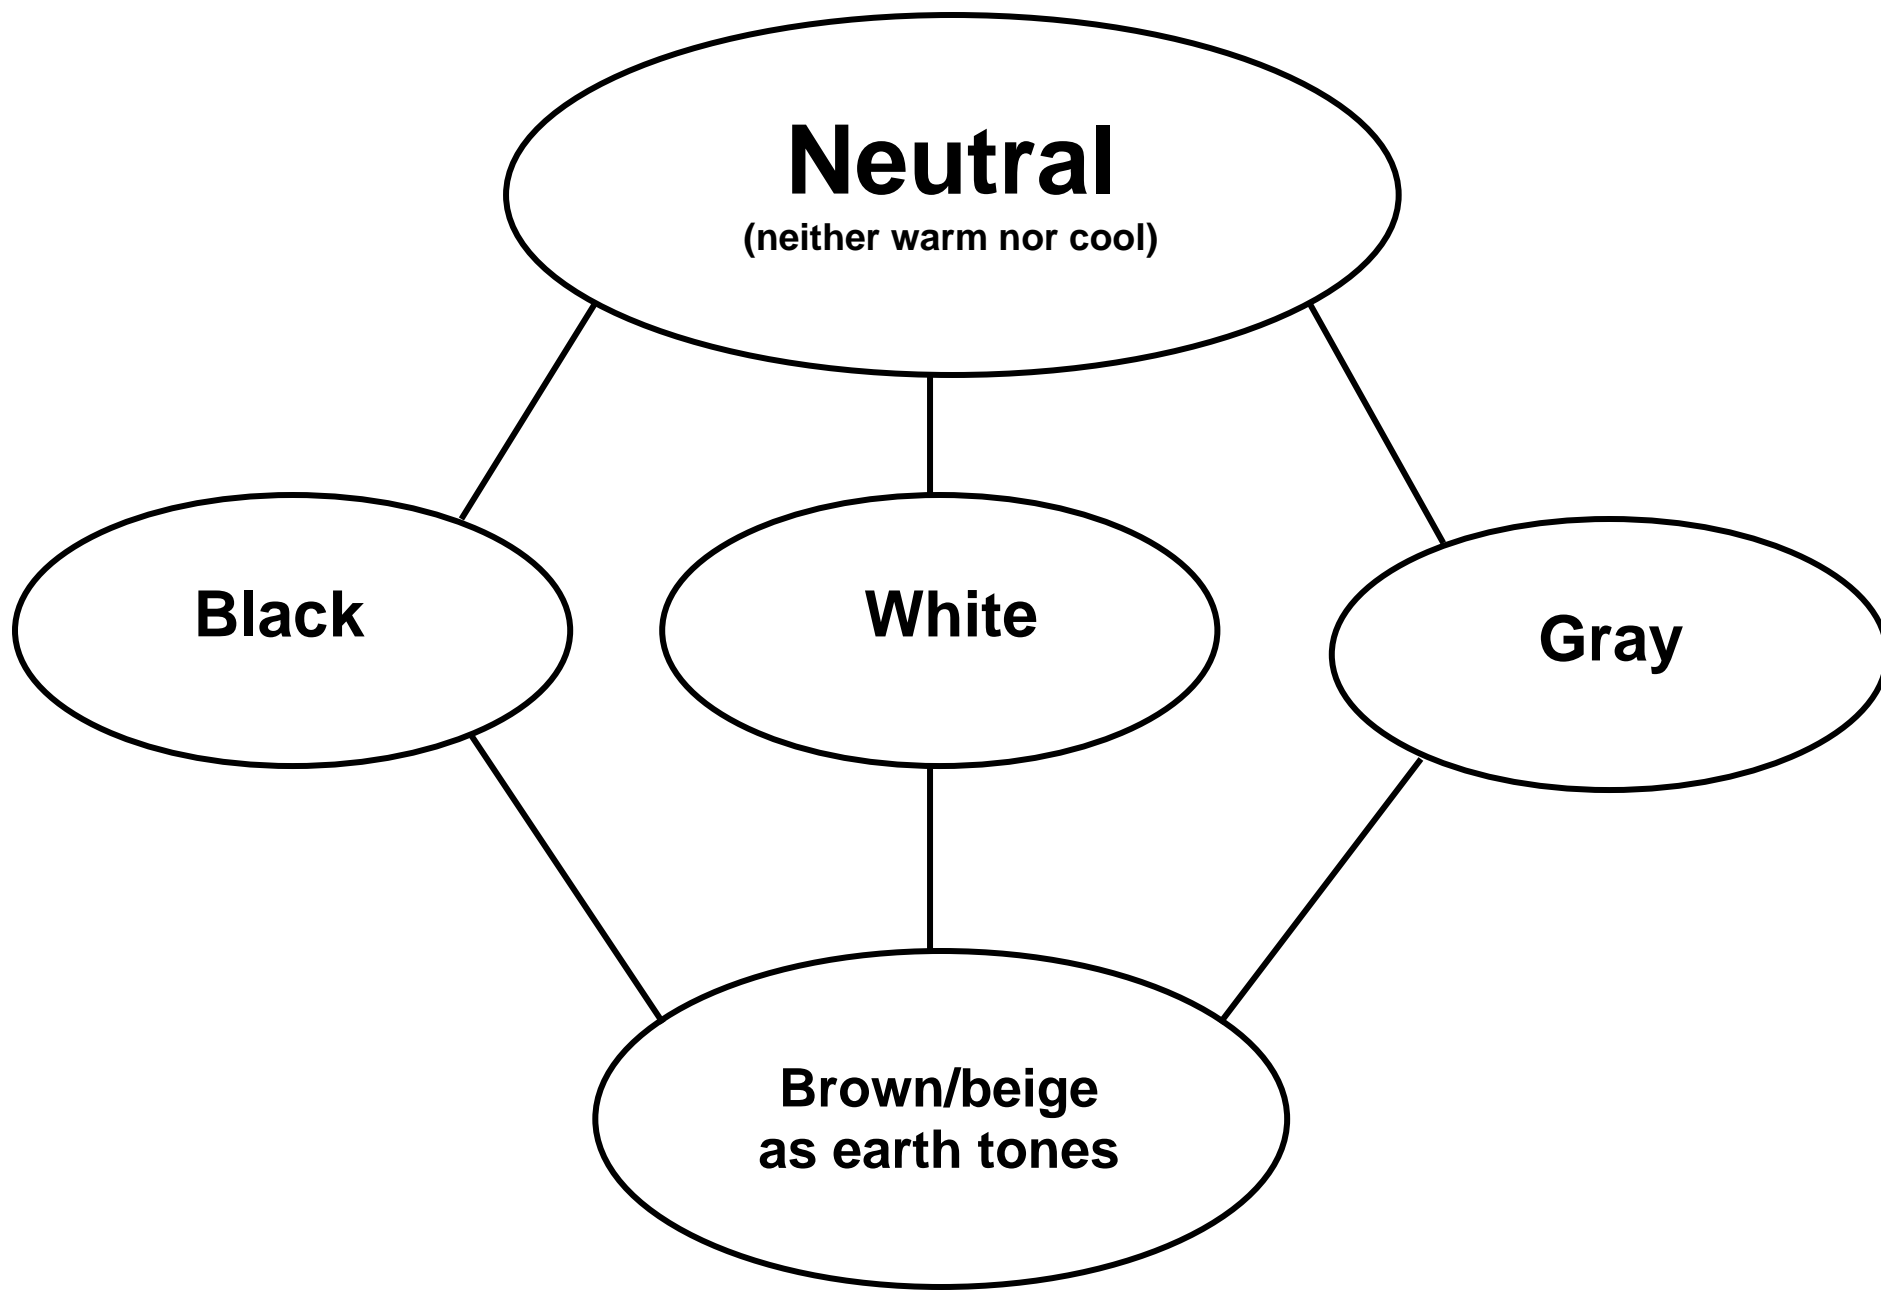 Neutral
(neither warm nor cool)
Black
White
Gray
Brown/beige
as earth tones